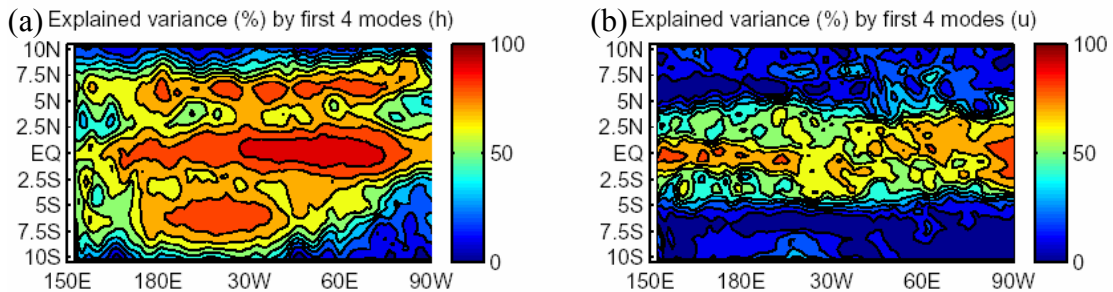 (a) Explained variance (%) by first 4 modes (h)
10N
7.5N
5N
2.5N
EQ
2.5S
5S
7.5S
10S
150E 180E 30W 60E 90W
100
50
0
(b) Explained variance (%) by first 4 modes (u)
10N
7.5N
5N
2.5N
EQ
2.5S
5S
7.5S
10S
150E 180E 30W 60E 90W
100
50
0